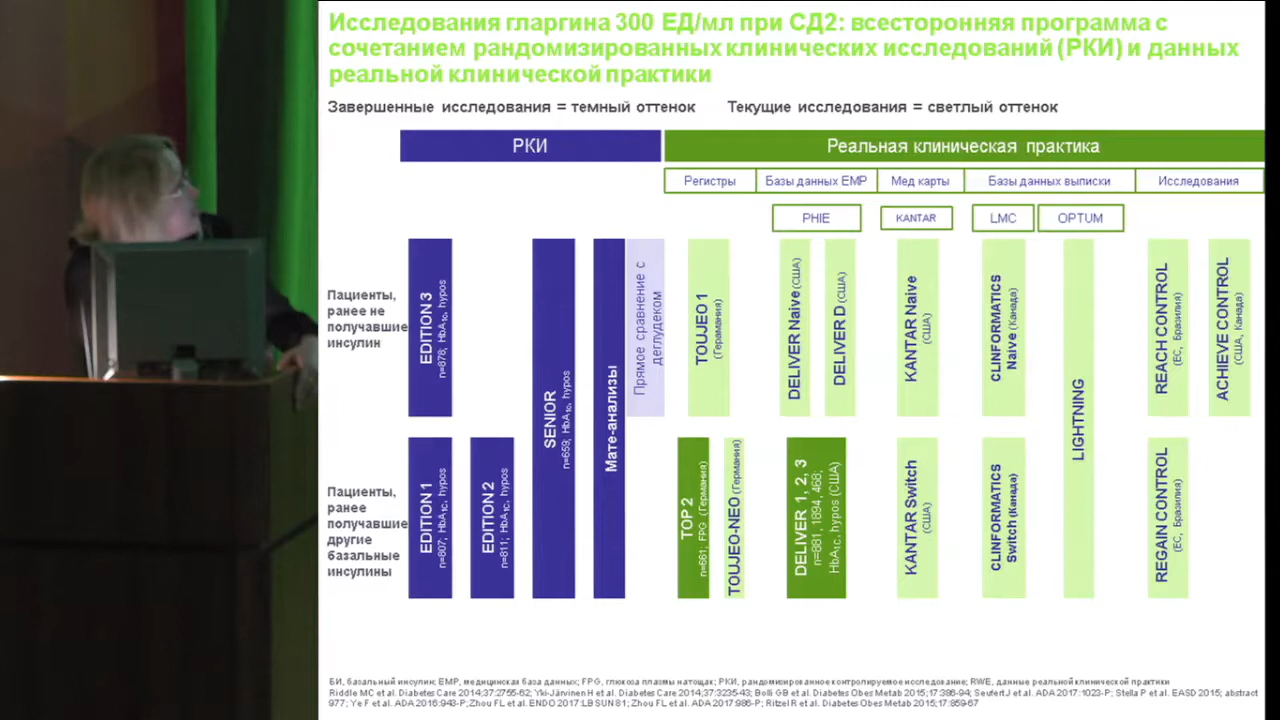 Исследования гларгина 300 ЕД/мл при СД2: всесторонняя программа с
сочетанием рандомизированных клинических исследований (РКИ) и данных
реальной клинической практики
Завершенные исследования = темный оттенок
Текущие исследования = светлый оттенок
РКИ
Реальная клиническая практика
Регистры
Базы данных EMP
Мед карты
Базы данных выписки
Исследования
PHIE
KANTAR
LMC
OPTUM
Пациенты,
ранее не
получавшие
инсулин
EDITION 3
n=878; HbA1c, hypos
SENIOR
n=659; HbA1c, hypos
Мате-анализы
Прямое сравнение с
деглудеком
TOUJEO 1
(Герамания)
DELIVER Naive (США)
DELIVER D (США)
KANTAR Naive
(США)
CLINFORMATICS
Naive (Канада)
LIGHTNING
REACH CONTROL
(ЕС, Бразилия)
ACHIEVE CONTROL
(США, Канада)
Пациенты,
ранее
получавшие
другие
базальные
инсулины
EDITION 1
n=807; HbA1c, hypos
EDITION 2
n=811; HbA1C, hypos
TOP 2
n=661; FPG (Германия)
TOUJEO-NEO (Германия)
DELIVER 1, 2, 3
n=881, 1894, 468;
HbA1C, hypos (США)
KANTAR Switch
(США)
CLINFORMATICS
Switch (Канада)
REGAIN CONTROL
(ЕС, Бразилия)
БИ, базальный инсулин; EMP, медицинская база данных; FPG, глюкоза плазмы натощак; РКИ, рандомизированное контролируемое исследование; RWE, данные реальной клинической практики
Riddle MC et al. Diabetes Care 2014;37:2755-62; Yki-Järvinen H et al. Diabetes Care 2014;37:3235-43; Bolli GB et al. Diabetes Obes Metab 2015;17:386-94; Seufert J et al. ADA 2017:1023-P; Stella P et al. EASD 2015; abstract
977; Ye F et al. ADA 2016:943-P; Zhou FL et al. ENDO 2017:LB SUN 81; Zhou FL et al. ADA 2017:986-P; Ritzel R et al. Diabetes Obes Metab 2015;17:859-67